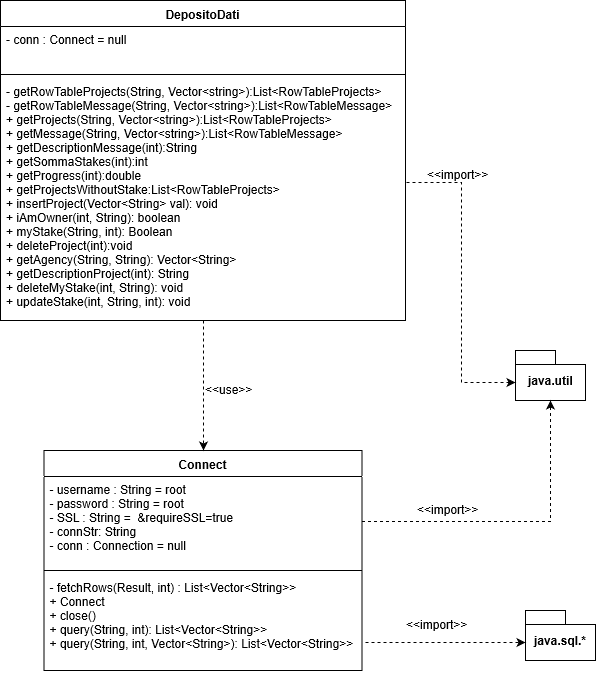 DepositoDati
- conn : Connect = null
- getRowTableProjects(String, Vector<string>):List<RowTableProjects>
- getRowTableMessage(String, Vector<string>):List<RowTableMessage>
+ getProjects(String, Vector<string>):List<RowTableProjects>
+ getMessage(String, Vector<string>):List<RowTableMessage>
+ getDescriptionMessage(int):String
+ getSommaStakes(int):int
+ getProgress(int):double
+ getProjectsWithoutStake:List<RowTableProjects>
+ insertProject(Vector<String> val): void
+ iAmOwner(int, String): boolean
+ myStake(String, int): Boolean
+ deleteProject(int):void
+ getAgency(String, String): Vector<String>
+ getDescriptionProject(int): String
+ deleteMyStake(int, String): void
+ updateStake(int, String, int): void
<<import>>
java.util
<<use>>
Connect
- username : String = root
- password : String = root
- SSL : String =  &requireSSL=true
- connStr: String
- conn : Connection = null
<<import>>
- fetchRows(Result, int) : List<Vector<String>>
+ Connect
+ close()
+ query(String, int): List<Vector<String>>
+ query(String, int, Vector<String>): List<Vector<String>>
<<import>>
java.sql.*